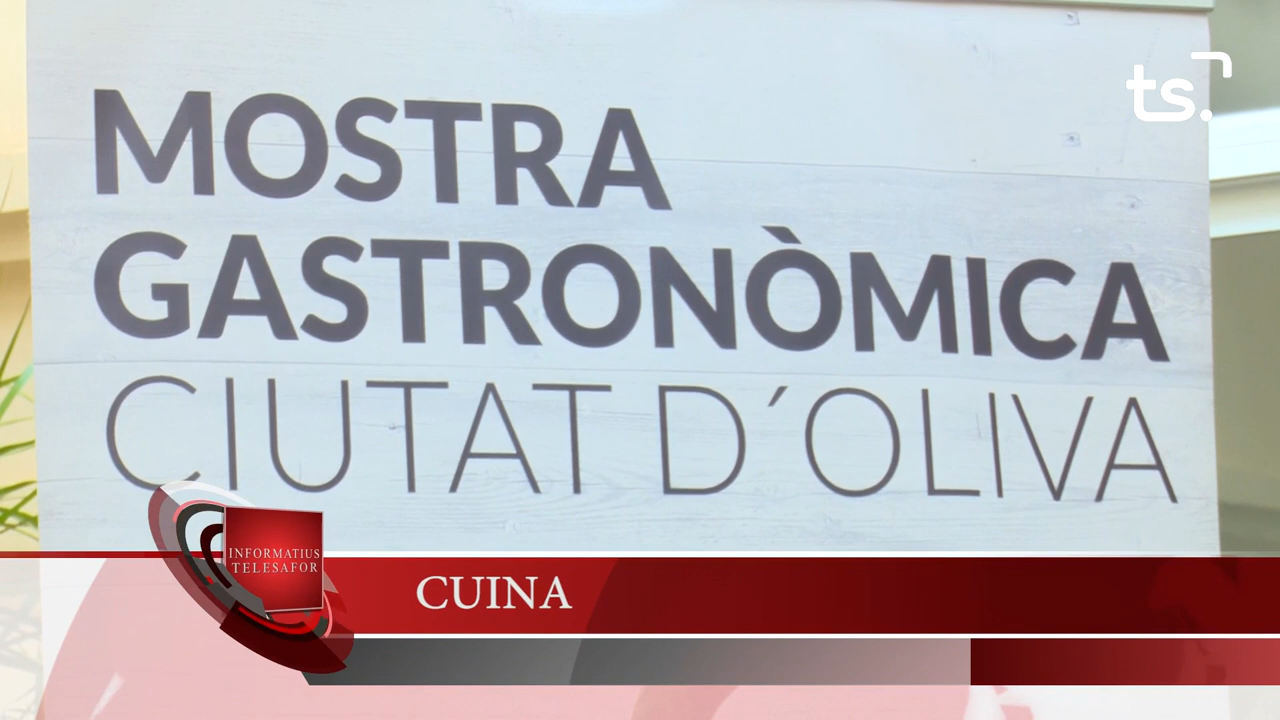 ts.
MOSTRA
GASTRONÒMICA
CIUTAT D´OLIVA
INFORMATIUS
TELESAFOR
CUINA